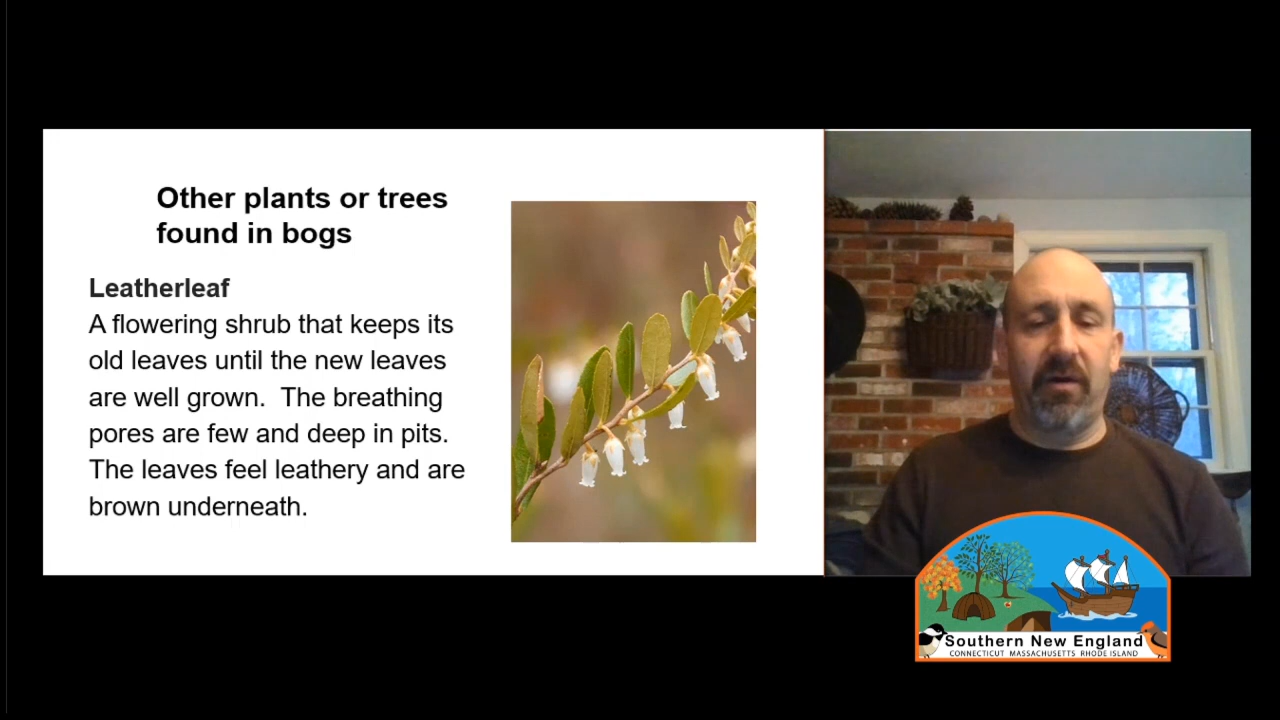 Other plants or trees
found in bogs
Leatherleaf
A flowering shrub that keeps its
old leaves until the new leaves
are well grown.  The breathing
pores are few and deep in pits.
The leaves feel leathery and are
brown underneath.
Southern New England
CONNECTICUT MASSACHUSETTS RHODE ISLAND